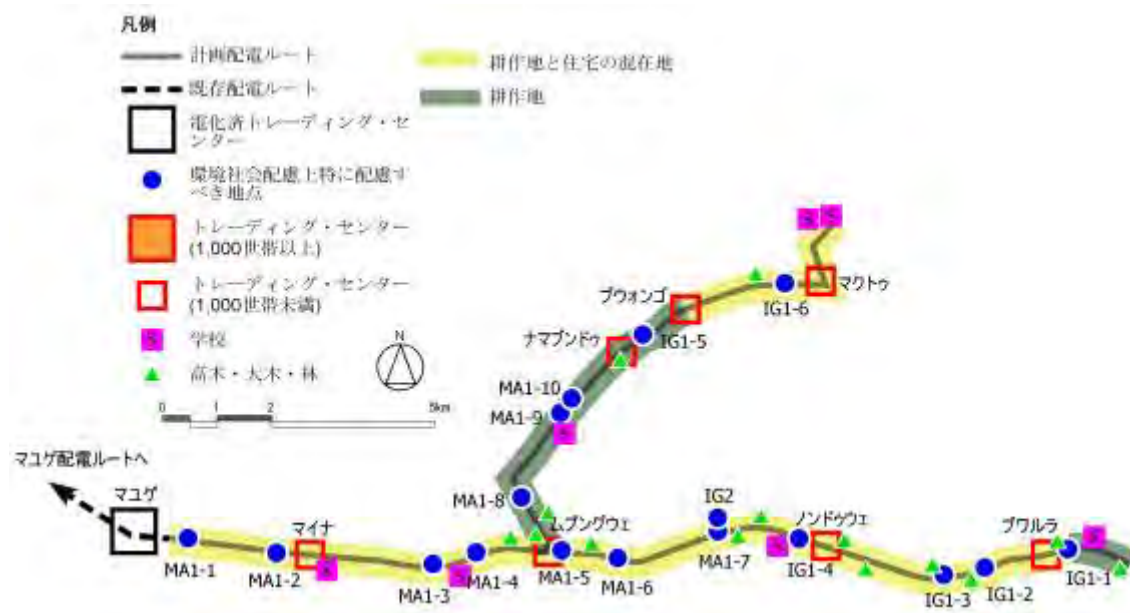 凡例
計画配電ルート
既存配電ルート
電化済トレーディング・セ
ンター
環境社会配慮上特に配慮す
べき地点
トレーディング・センター
(1,000世帯以上)
トレーディング・センター
(1,000世帯未満)
S 学校
高木・大木・林
耕作地と住宅の混在地
耕作地
N
0 1 2 5km
S S
マクトゥ
IG1-6
ブウォンゴ
IG1-5
ナマブンドゥ
MA1-10
MA1-9
S
MA1-8
マユゲ配電ルートへ
マユゲ
MA1-1
マイナ
MA1-2
S
MA1-3
S
MA1-4
ムブングウェ
MA1-5
MA1-6
IG2
MA1-7
S
ノンドゥウェ
IG1-4
IG1-3
IG1-2
ブワルラ
IG1-1
S